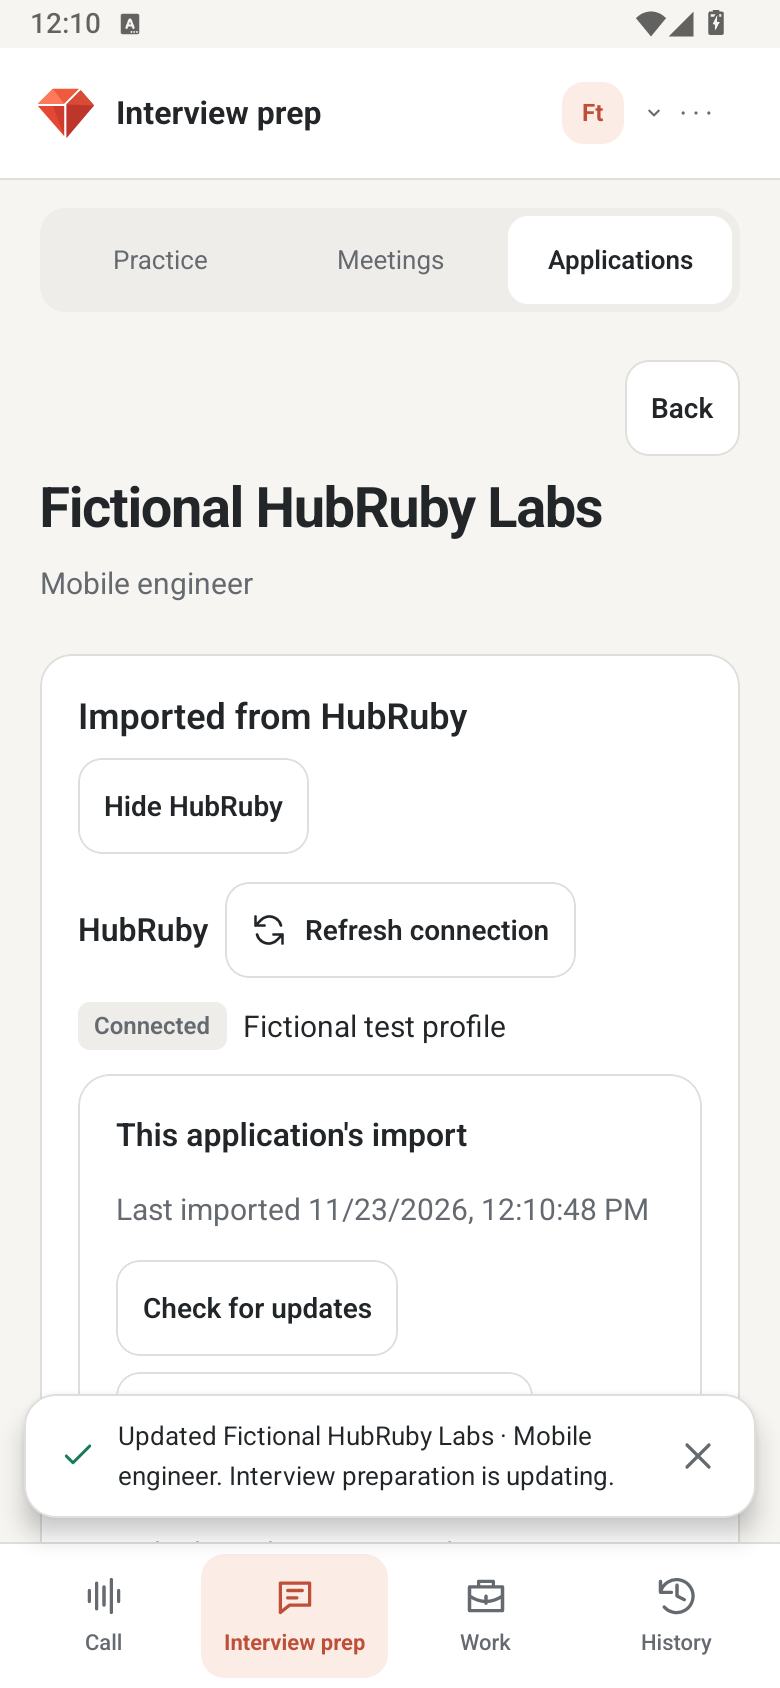 12:10
A
Interview prep
Ft
Practice
Meetings
Applications
Back
Fictional HubRuby Labs
Mobile engineer
Imported from HubRuby
Hide HubRuby
HubRuby
Refresh connection
Connected
Fictional test profile
This application's import
Last imported 11/23/2026, 12:10:48 PM
Check for updates
Updated Fictional HubRuby Labs · Mobile
engineer. Interview preparation is updating.
Call
Interview prep
Work
History